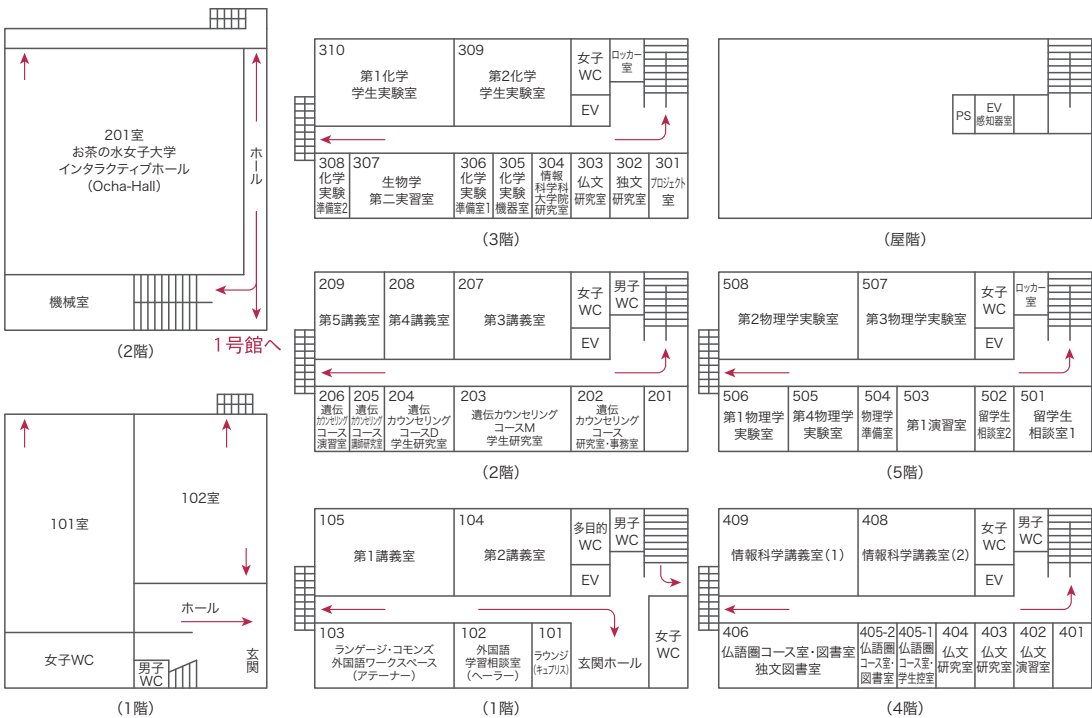 201室
お茶の水女子大学
インタラクティブホール
(Ocha-Hall)
ホール
機械室
(2階)
1号館へ
101室
102室
ホール
女子WC
男子
WC
玄関
(1階)
310
第1化学
学生実験室
309
第2化学
学生実験室
女子
WC
ロッカー
室
EV
308
化学
実験
準備室2
307
生物学
第二実習室
306
化学
実験
準備室1
305
化学
実験
機器室
304
情報
科学科
大学院
研究室
303
仏文
研究室
302
独文
研究室
301
プロジェクト
室
(3階)
209
第5講義室
208
第4講義室
207
第3講義室
女子
WC
男子
WC
EV
206
遺伝
カウンセリング
コース
演習室
205
遺伝
カウンセリング
コース
講師研究室
204
遺伝
カウンセリング
コースD
学生研究室
203
遺伝カウンセリング
コースM
学生研究室
202
遺伝
カウンセリング
コース
研究室・事務室
201
(2階)
105
第1講義室
104
第2講義室
多目的
WC
男子
WC
EV
103
ランゲージ・コモンズ
外国語ワークスペース
(アテーナー)
102
外国語
学習相談室
(ヘーラー)
101
ラウンジ
(キュプリス)
玄関ホール
女子
WC
(1階)
PS
EV
感知器室
(屋階)
508
第2物理学実験室
507
第3物理学実験室
女子
WC
ロッカー
室
EV
506
第1物理学
実験室
505
第4物理学
実験室
504
物理学
準備室
503
第1演習室
502
留学生
相談室2
501
留学生
相談室1
(5階)
409
情報科学講義室(1)
408
情報科学講義室(2)
女子
WC
男子
WC
EV
406
仏語圏コース室・図書室
独文図書室
405-2
仏語圏
コース室・
図書室
405-1
仏語圏
コース室・
学生控室
404
仏文
研究室
403
仏文
研究室
402
仏文
演習室
401
(4階)